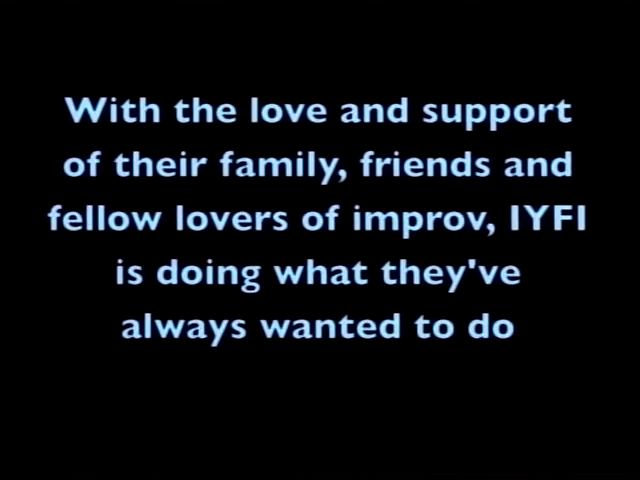 With the love and support
of their family, friends and
fellow lovers of improv, IYFI
is doing what they've
always wanted to do